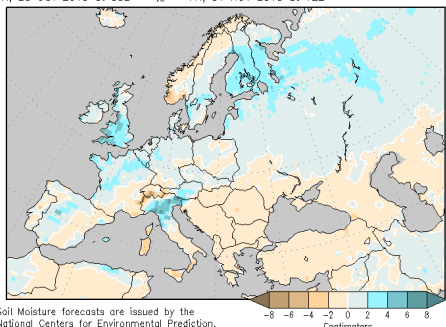 Soil Moisture forecasts are issued by the
National Centers for Environmental Prediction.
-8 -6 -4 -2 0 2 4 6 8
Centimeters